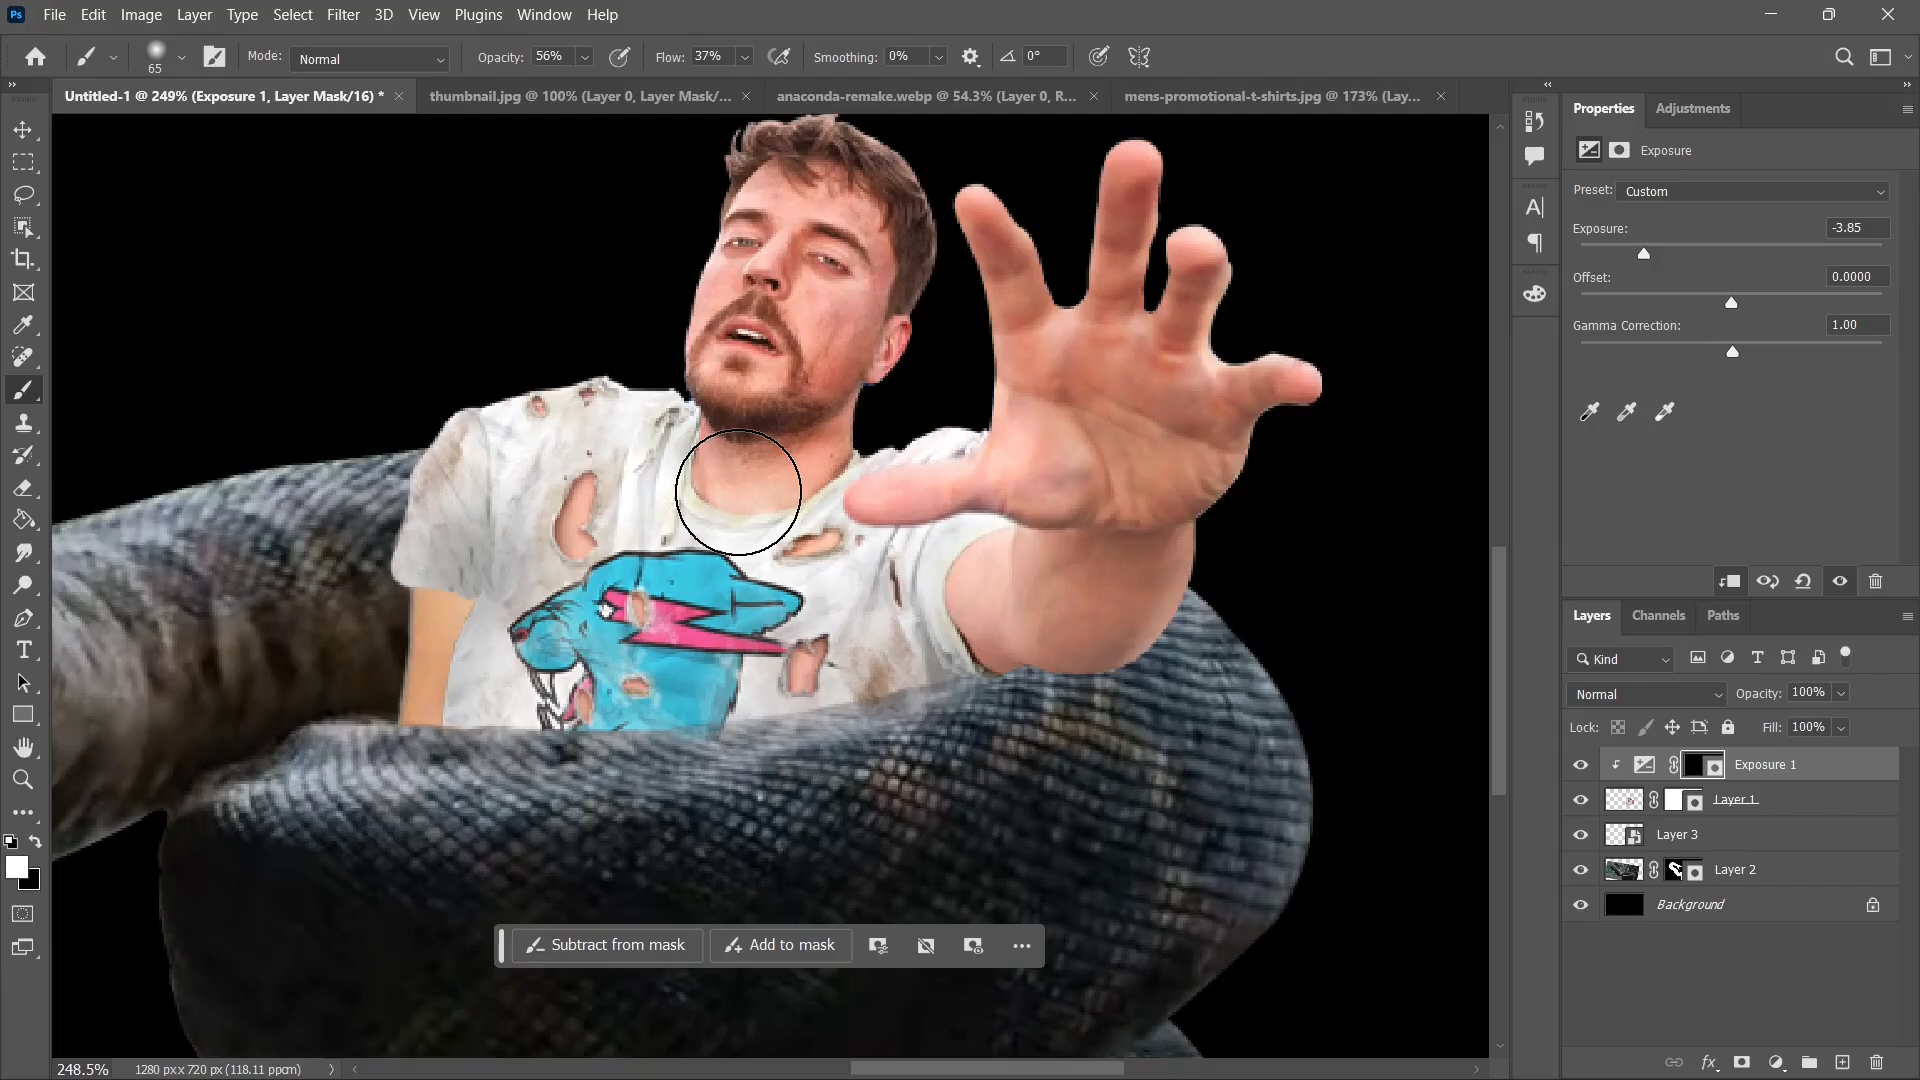 Ps File Edit Image Layer Type Select Filter 3D View Plugins Window Help
65 Mode: Normal Opacity: 56% Flow: 37% Smoothing: 0% 0°
Untitled-1 @ 249% (Exposure 1, Layer Mask/16) * thumbnail.jpg @ 100% (Layer 0, Layer Mask/... anaconda-remake.webp @ 54.3% (Layer 0, R... mens-promotional-t-shirts.jpg @ 173% (Lay...
Properties Adjustments
Exposure
Preset: Custom
Exposure: -3.85
Offset: 0.0000
Gamma Correction: 1.00
Layers Channels Paths
Kind
Normal Opacity: 100%
Lock: Fill: 100%
Exposure 1
Layer 1
Layer 3
Layer 2
Background
Subtract from mask Add to mask
248.5% 1280 px x 720 px (118.11 ppcm)